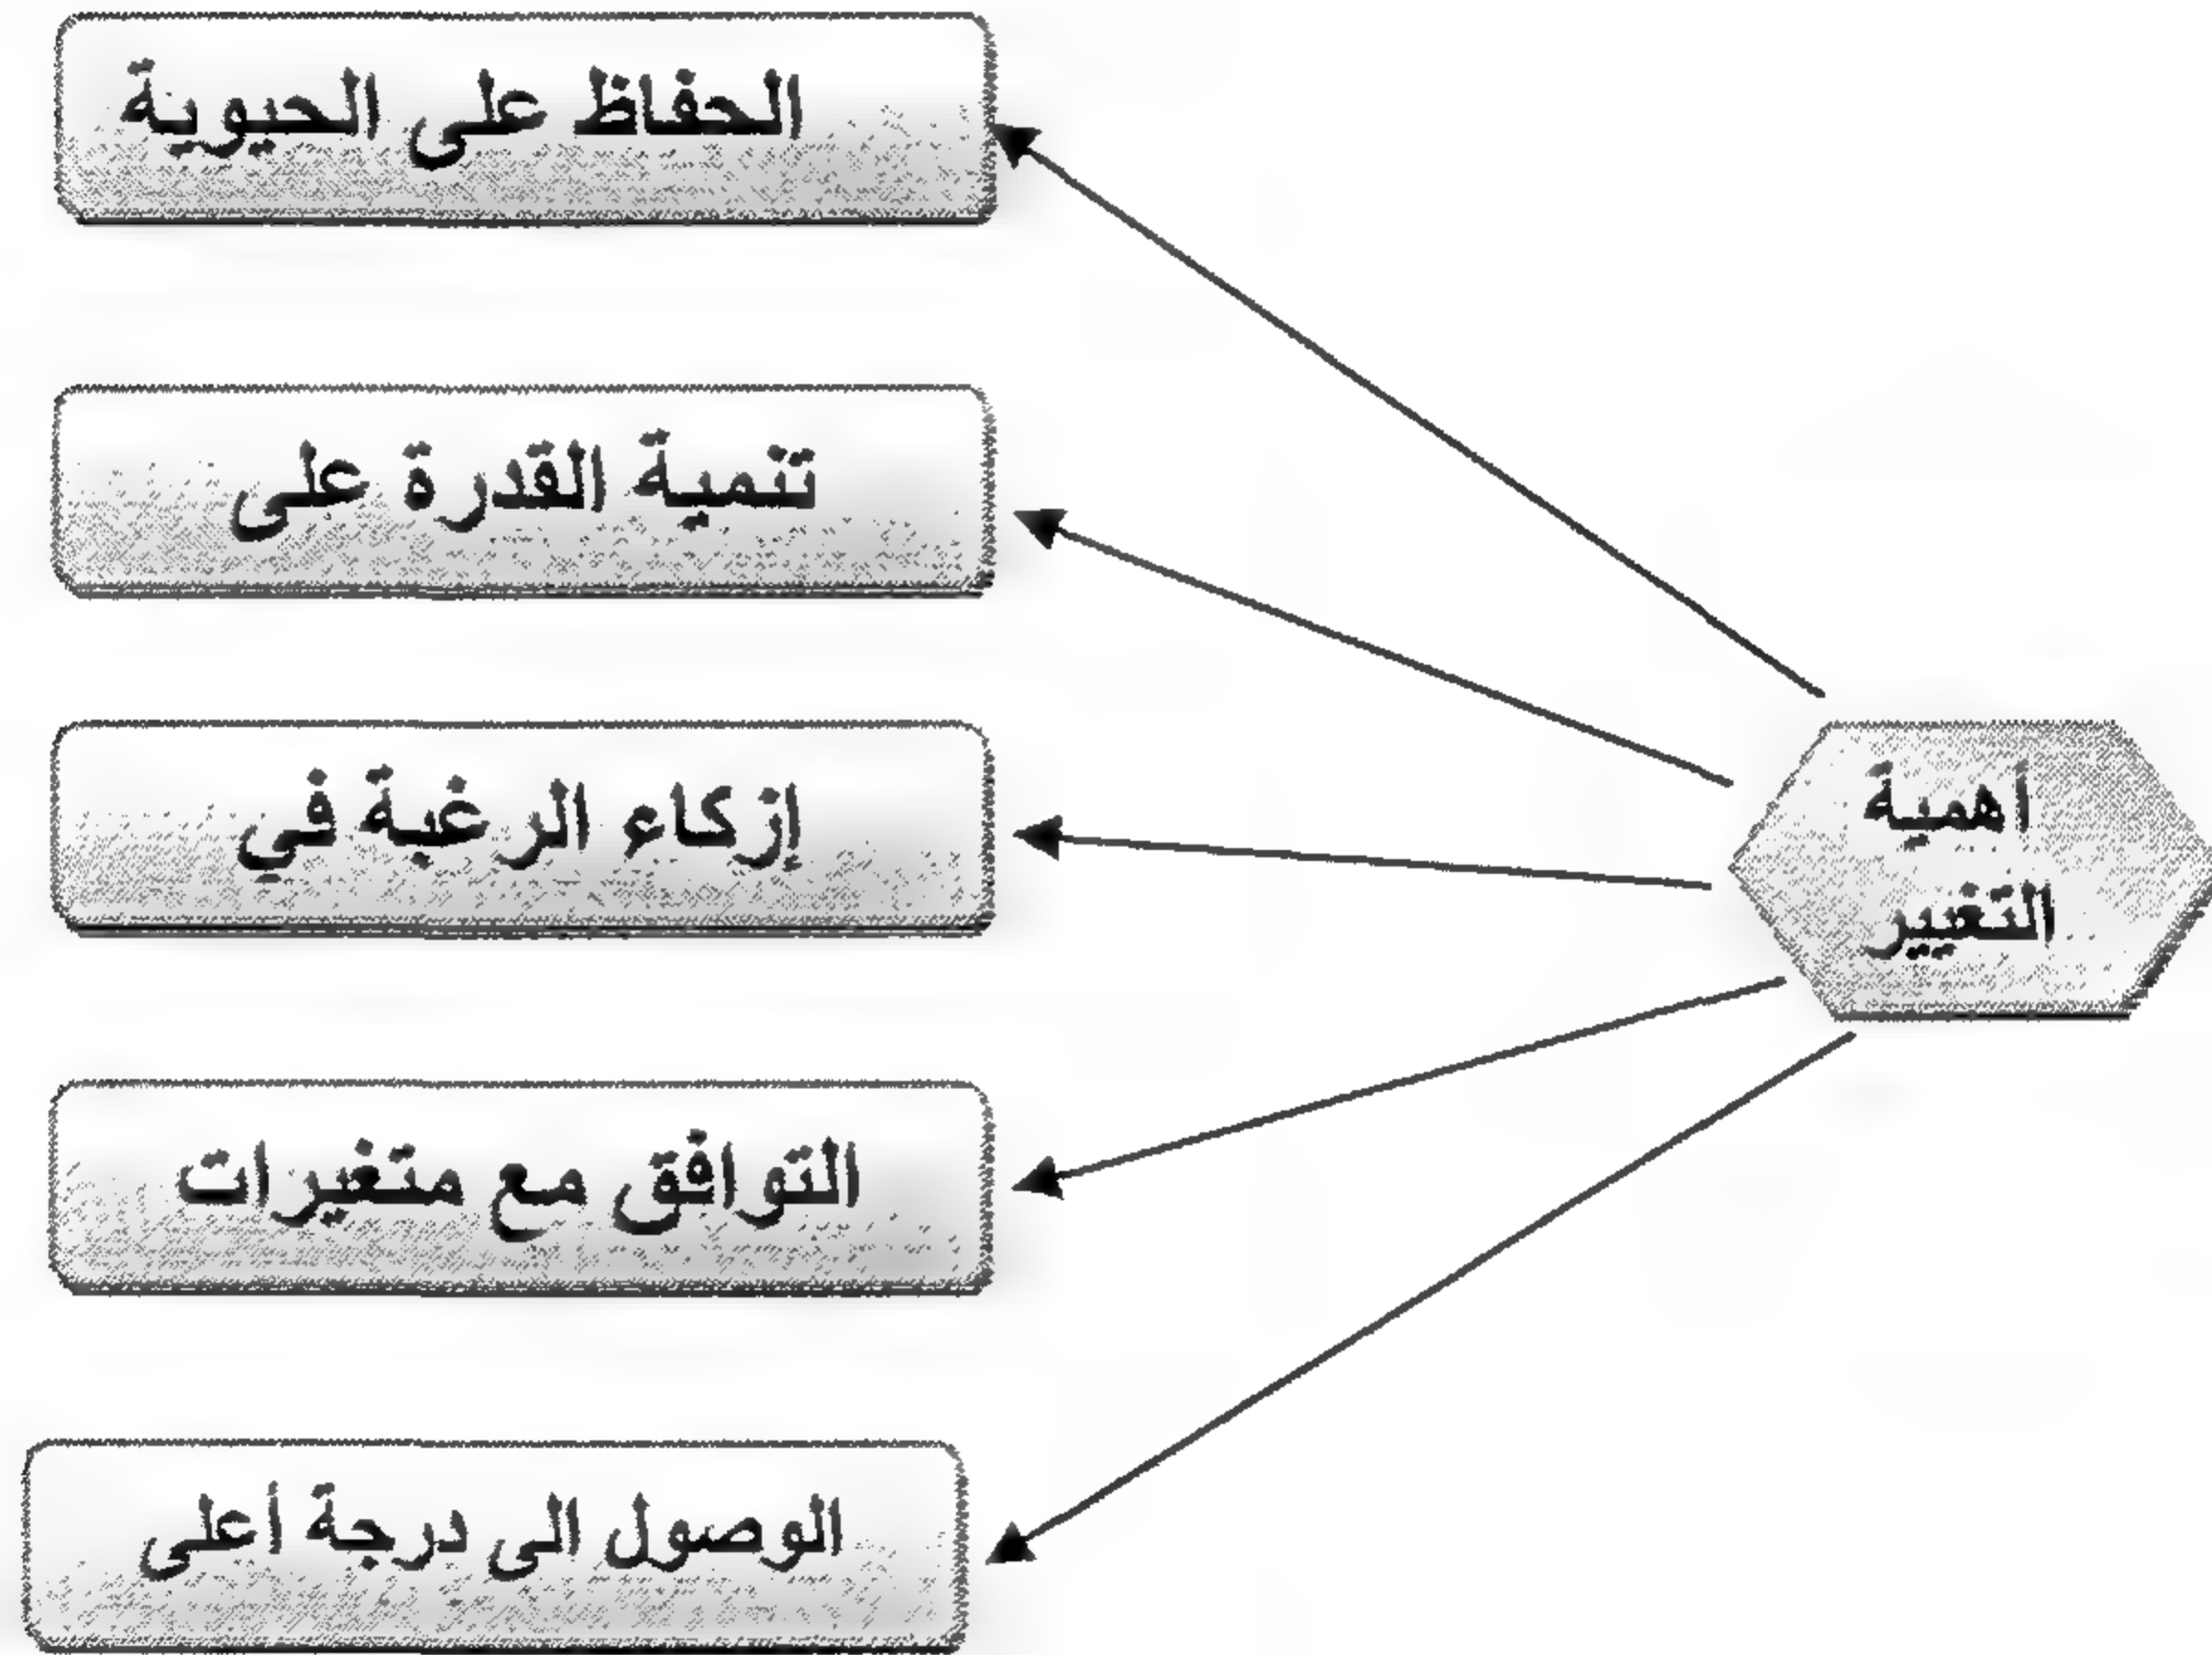 الحفاظ على الحيوية
تنمية القدرة على
إزكاء الرغبة في
أهمية
التغيير
التوافق مع متغيرات
الوصول الى درجة أعلى